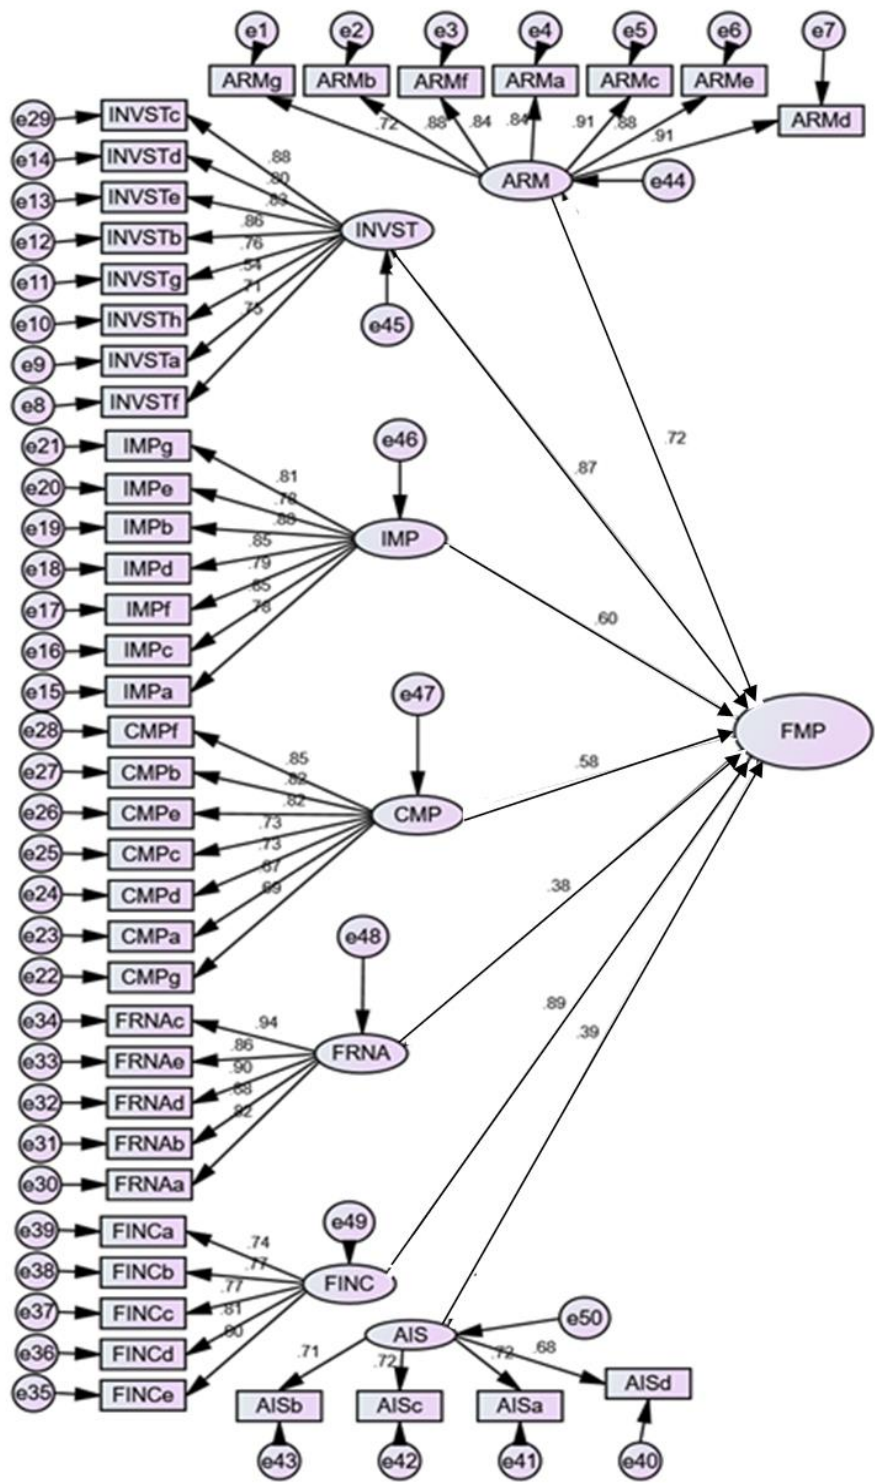 e1 e2 e3 e4 e5 e6 e7
ARMg ARMb ARMf ARMa ARMc ARMe
ARMd
.72 .88 .84 .84 .91 .88 .91
ARM e44
e29 INVSTc
e14 INVSTd
e13 INVSTe
e12 INVSTb
e11 INVSTg
e10 INVSTh
e9 INVSTa
e8 INVSTf
.88
.80
.83
.86
.76
.54
.71
.75
INVST
e45
.72
.87
e21 IMPg
e20 IMPe
e19 IMPb
e18 IMPd
e17 IMPf
e16 IMPc
e15 IMPa
.81
.78
.88
.85
.79
.85
.78
e46
IMP
.60
e28 CMPf
e27 CMPb
e26 CMPe
e25 CMPc
e24 CMPd
e23 CMPa
e22 CMPg
.85
.82
.82
.73
.73
.69
e47
CMP
.58
FMP
e34 FRNAc
e33 FRNAe
e32 FRNAd
e31 FRNAb
e30 FRNAa
.94
.86
.90
.88
e48
FRNA
.38
e39 FINCa
e38 FINCb
e37 FINCc
e36 FINCd
e35 FINCe
.74
.77
.77
.81
e49
FINC
.89
.39
AIS e50
.71 .72 .72 .68
AISb AISc AISa AISd
e43 e42 e41 e40